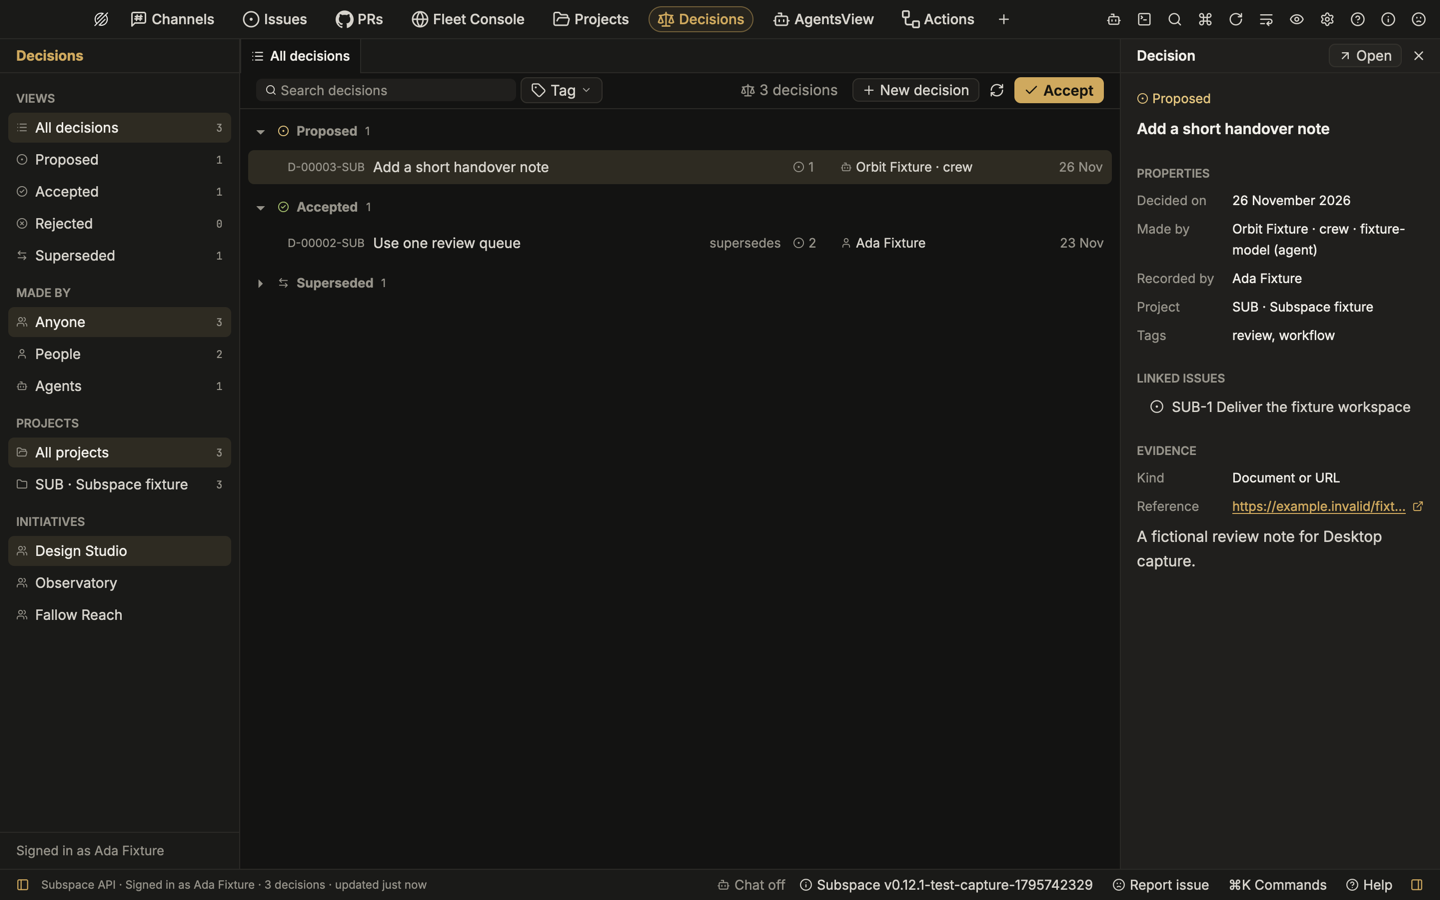 Channels Issues PRs Fleet Console Projects Decisions AgentsView Actions
Decisions
VIEWS
All decisions 3
Proposed 1
Accepted 1
Rejected 0
Superseded 1
MADE BY
Anyone 3
People 2
Agents 1
PROJECTS
All projects 3
SUB · Subspace fixture 3
INITIATIVES
Design Studio
Observatory
Fallow Reach
Signed in as Ada Fixture
All decisions
Search decisions Tag 3 decisions New decision Accept
Proposed 1
D-00003-SUB Add a short handover note 1 Orbit Fixture · crew 26 Nov
Accepted 1
D-00002-SUB Use one review queue supersedes 2 Ada Fixture 23 Nov
Superseded 1
Decision Open
Proposed
Add a short handover note
PROPERTIES
Decided on 26 November 2026
Made by Orbit Fixture · crew · fixture-
model (agent)
Recorded by Ada Fixture
Project SUB · Subspace fixture
Tags review, workflow
LINKED ISSUES
SUB-1 Deliver the fixture workspace
EVIDENCE
Kind Document or URL
Reference https://example.invalid/fixt...
A fictional review note for Desktop
capture.
Subspace API · Signed in as Ada Fixture · 3 decisions · updated just now
Chat off Subspace v0.12.1-test-capture-1795742329 Report issue ⌘K Commands Help